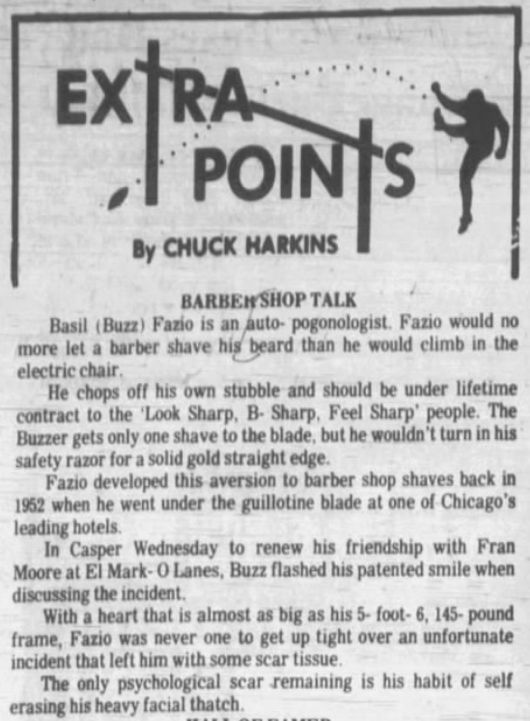 EXTRA
POINTS
By CHUCK HARKINS
BARBER SHOP TALK
Basil (Buzz) Fazio is an auto- pogonologist. Fazio would no
more let a barber shave his beard than he would climb in the
electric chair.
He chops off his own stubble and should be under lifetime
contract to the 'Look Sharp, B- Sharp, Feel Sharp' people. The
Buzzer gets only one shave to the blade, but he wouldn't turn in his
safety razor for a solid gold straight edge.
Fazio developed this aversion to barber shop shaves back in
1952 when he went under the guillotine blade at one of Chicago's
leading hotels.
In Casper Wednesday to renew his friendship with Fran
Moore at El Mark- O Lanes, Buzz flashed his patented smile when
discussing the incident.
With a heart that is almost as big as his 5- foot- 6, 145- pound
frame, Fazio was never one to get up tight over an unfortunate
incident that left him with some scar tissue.
The only psychological scar remaining is his habit of self
erasing his heavy facial thatch.